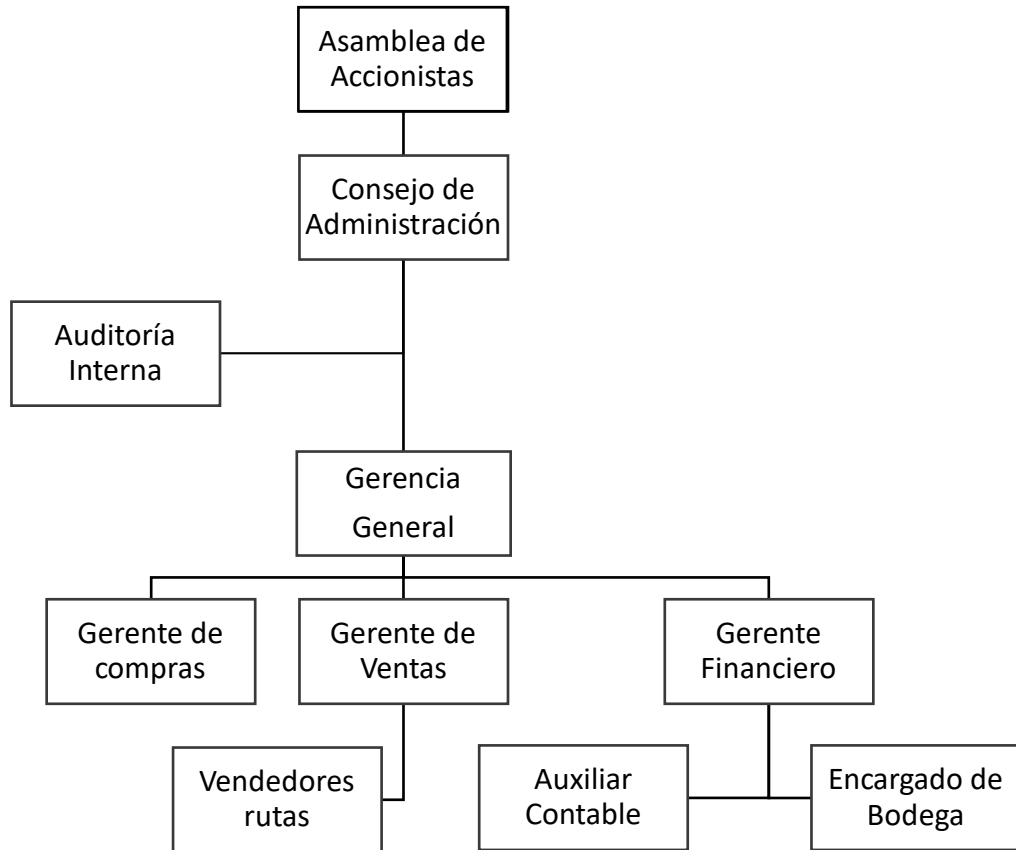 Asamblea de
Accionistas
Consejo de
Administración
Auditoría
Interna
Gerencia
General
Gerente de
compras
Gerente de
Ventas
Gerente
Financiero
Vendedores
rutas
Auxiliar
Contable
Encargado de
Bodega